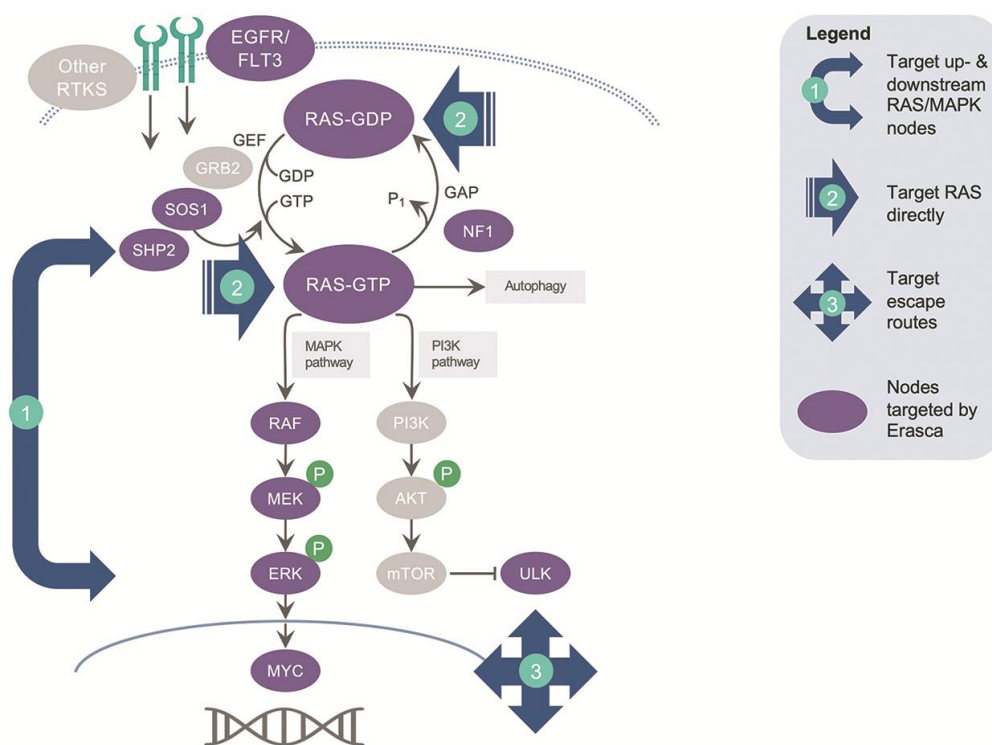 Other
RTKS
EGFR/
FLT3
RAS-GDP
2
GEF
GRB2
GDP
GTP
P1
GAP
SOS1
NF1
SHP2
2
RAS-GTP
Autophagy
MAPK
pathway
PI3K
pathway
1
RAF
PI3K
P
MEK
P
AKT
P
ERK
mTOR
ULK
MYC
3
Legend
1
Target up- &
downstream
RAS/MAPK
nodes
2
Target RAS
directly
3
Target
escape
routes
Nodes
targeted by
Erasca